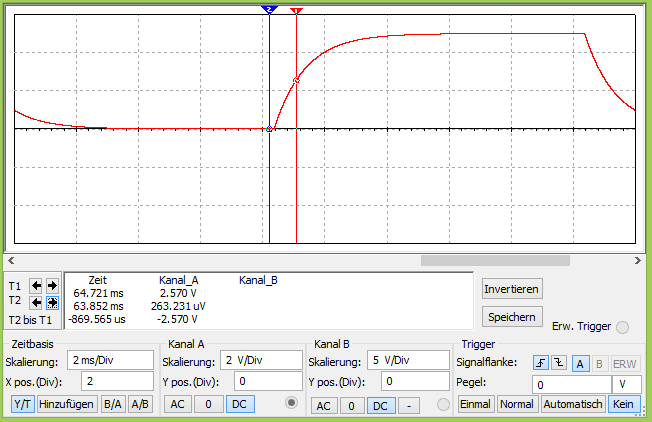 2 1
Zeit Kanal_A Kanal_B
T1 64.721 ms 2.570 V
T2 63.852 ms 263.231 uV
T2 bis T1 -869.565 us -2.570 V
Invertieren
Speichern
Erw. Trigger
Zeitbasis Kanal A Kanal B Trigger
Skalierung: 2 ms/Div Skalierung: 2 V/Div Skalierung: 5 V/Div Signalflanke: A B ERW
X pos.(Div): 2 Y pos.(Div): 0 Y pos.(Div): 0 Pegel: 0 V
Y/T Hinzufügen B/A A/B AC 0 DC AC 0 DC - Einmal Normal Automatisch Kein